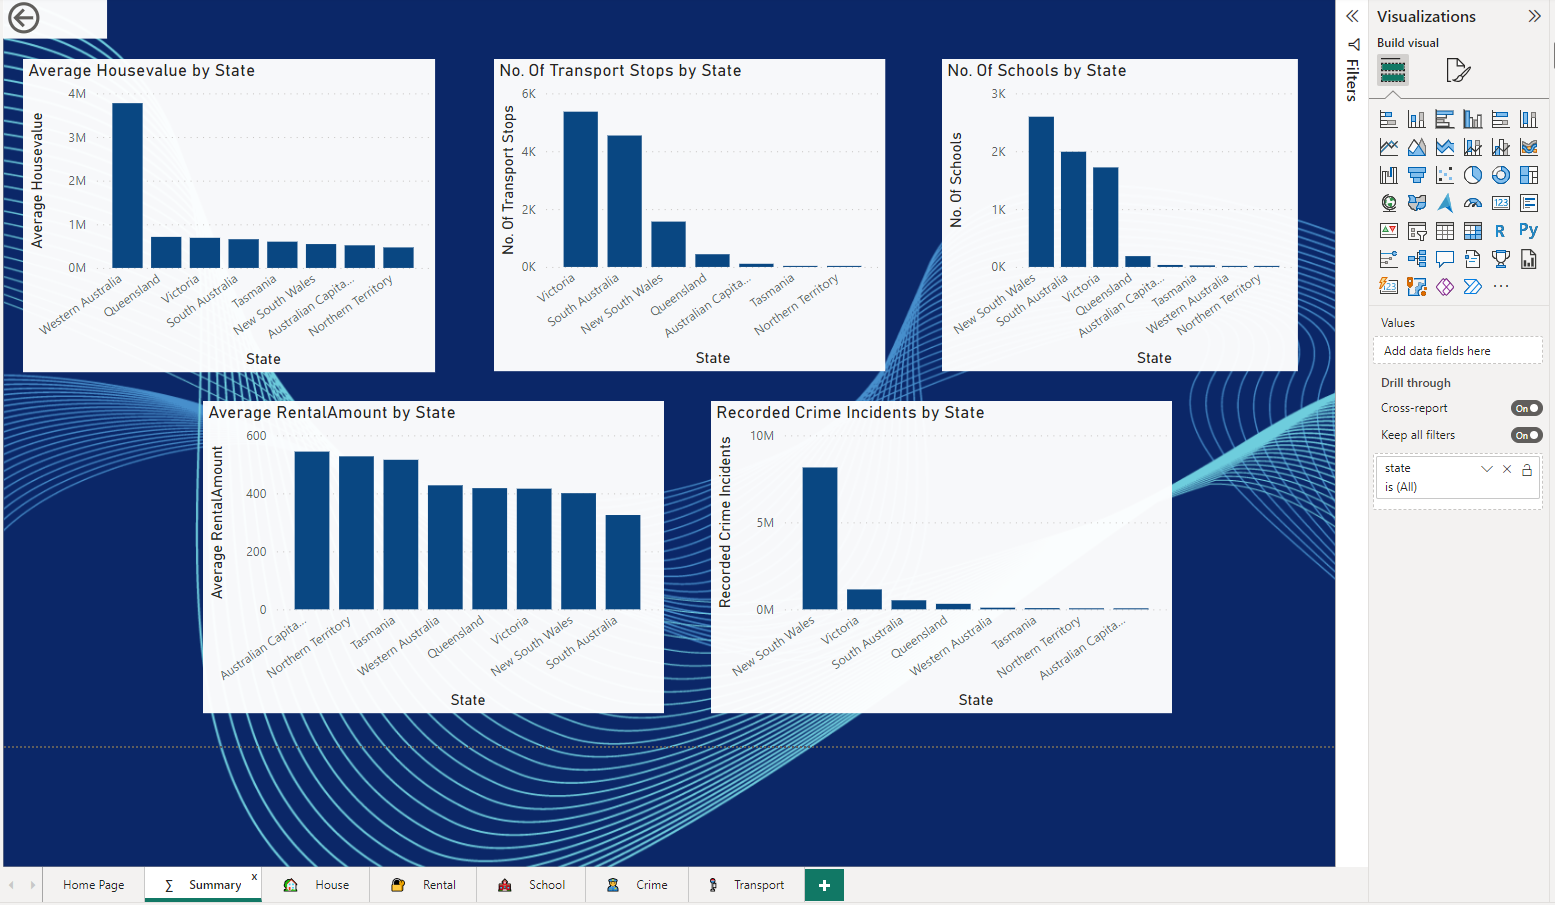 Average Housevalue by State
Average Housevalue
4M
3M
2M
1M
0M
Western Australia
Queensland
Victoria
South Australia
Tasmania
New South Wales
Australian Capita...
Northern Territory
State
No. Of Transport Stops by State
No. Of Transport Stops
6K
4K
2K
0K
Victoria
South Australia
New South Wales
Queensland
Australian Capita...
Tasmania
Northern Territory
State
No. Of Schools by State
No. Of Schools
3K
2K
1K
0K
New South Wales
South Australia
Victoria
Queensland
Australian Capita...
Tasmania
Western Australia
Northern Territory
State
Average RentalAmount by State
Average RentalAmount
600
400
200
0
Australian Capita...
Northern Territory
Tasmania
Western Australia
Queensland
Victoria
New South Wales
South Australia
State
Recorded Crime Incidents by State
Recorded Crime Incidents
10M
5M
0M
New South Wales
Victoria
South Australia
Queensland
Western Australia
Tasmania
Northern Territory
Australian Capita...
State
Filters
Visualizations
Build visual
123
R
Py
123
...
Values
Add data fields here
Drill through
Cross-report
On
Keep all filters
On
state
is (All)
Home Page
∑ Summary x
House
Rental
School
Crime
Transport
+